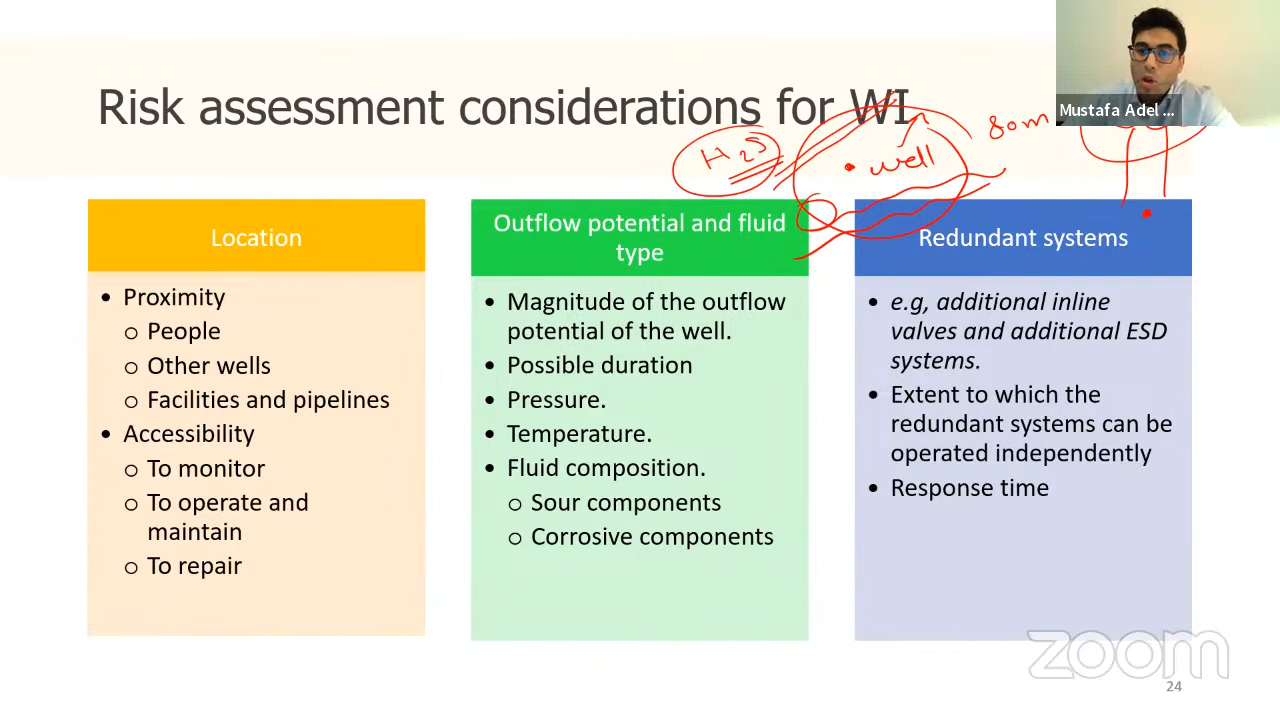 Risk assessment considerations for WI
Mustafa Adel ...
H2S
well
80m
Location
• Proximity
o People
o Other wells
o Facilities and pipelines
• Accessibility
o To monitor
o To operate and
maintain
o To repair
Outflow potential and fluid
type
• Magnitude of the outflow
potential of the well.
• Possible duration
• Pressure.
• Temperature.
• Fluid composition.
o Sour components
o Corrosive components
Redundant systems
• e.g, additional inline
valves and additional ESD
systems.
• Extent to which the
redundant systems can be
operated independently
• Response time
zoom
24